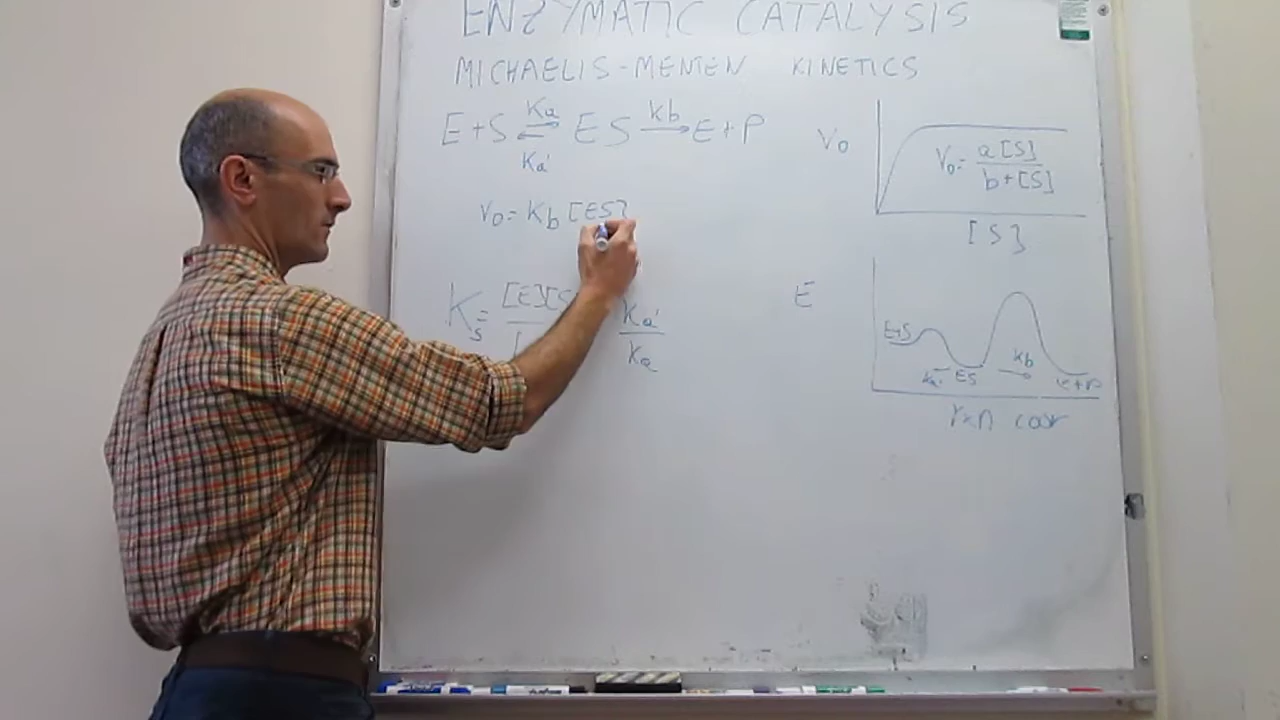 ENZYMATIC CATALYSIS
MICHAELIS-MENTEN KINETICS
E+S ⇌ ES → E+P
Ka
Ka'
kb
V0 = Kb [ES]
Ks = [E][S
Ka'
Ka
V0
V0 = a[S]
b+[S]
[S]
E
E+S
Ka'
ES
kb
e+p
rxn coor